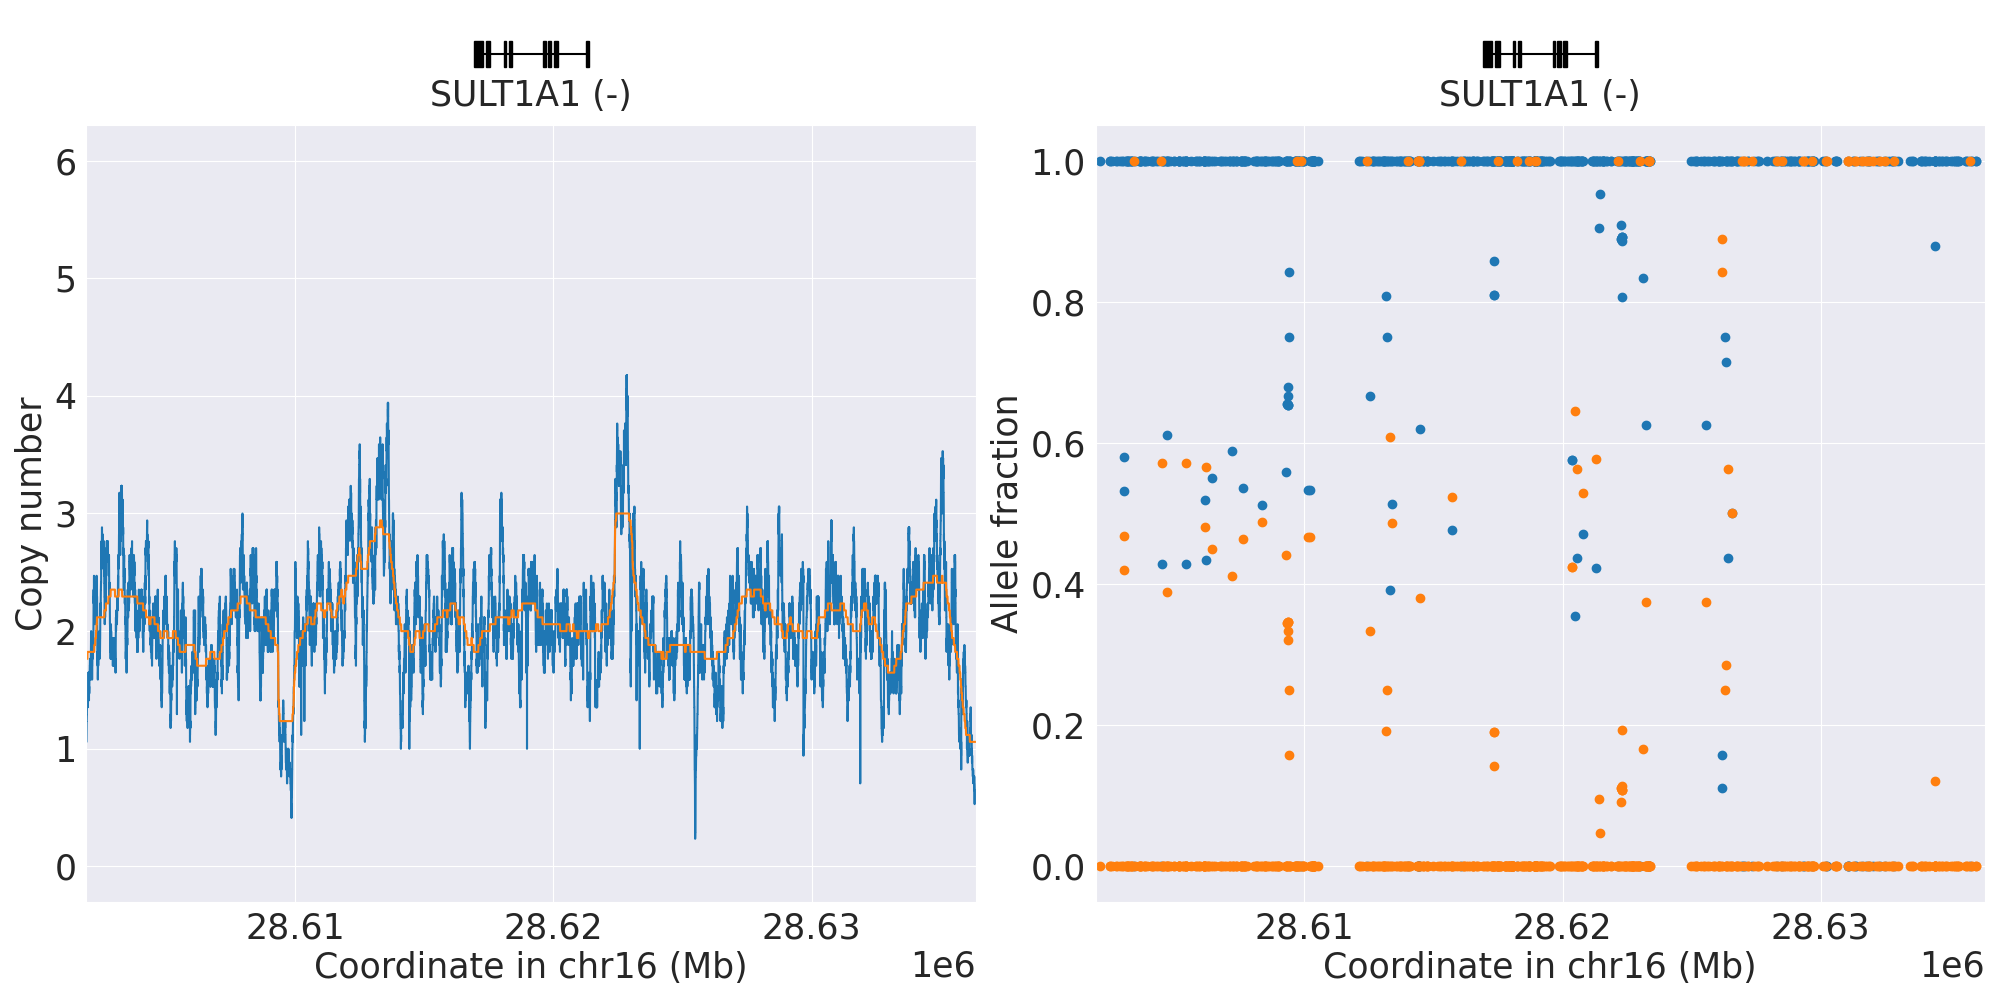 SULT1A1 (-)
Copy number
6
5
4
3
2
1
0
28.61
28.62
28.63
Coordinate in chr16 (Mb)
1e6
SULT1A1 (-)
Allele fraction
1.0
0.8
0.6
0.4
0.2
0.0
28.61
28.62
28.63
Coordinate in chr16 (Mb)
1e6